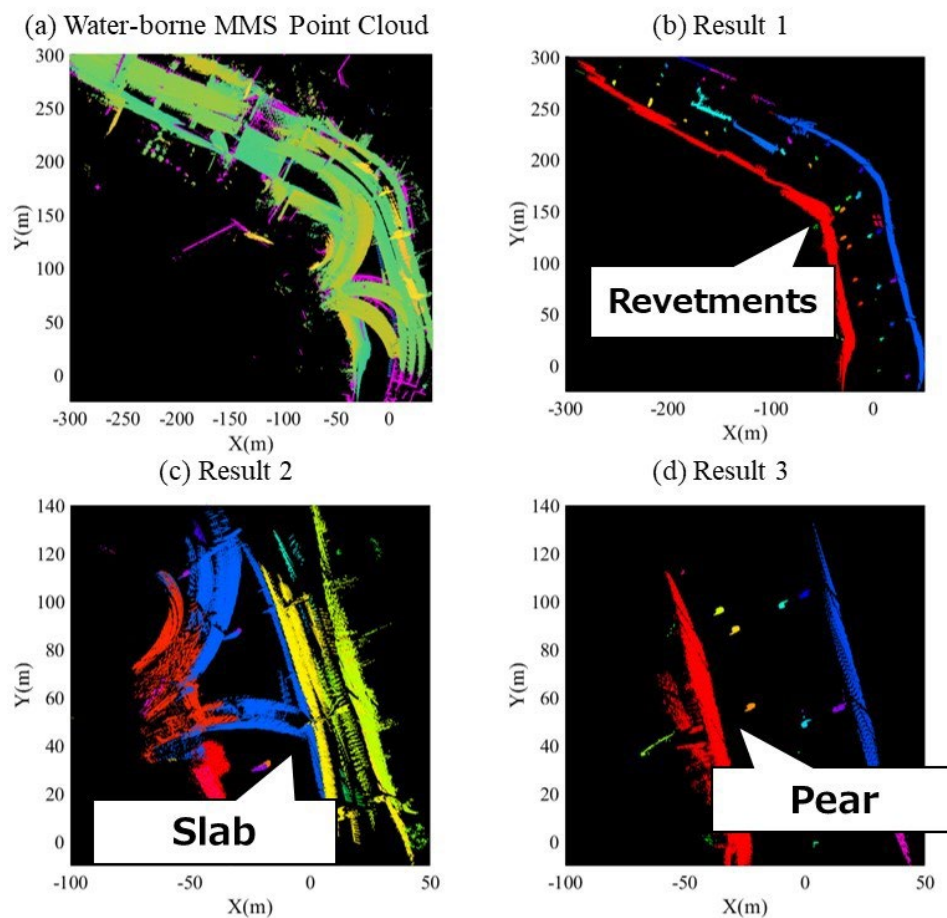 (a) Water-borne MMS Point Cloud
300
250
200
150
100
50
0
Y(m)
-300 -250 -200 -150 -100 -50 0
X(m)
(b) Result 1
300
250
200
150
100
50
0
Y(m)
Revetments
-300 -200 -100 0
X(m)
(c) Result 2
140
120
100
80
60
40
20
0
Y(m)
Slab
-100 -50 0 50
X(m)
(d) Result 3
140
120
100
80
60
40
20
0
Y(m)
Pear
-100 -50 0 50
X(m)